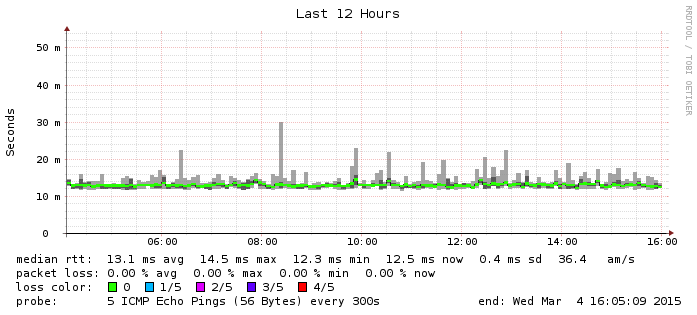 Last 12 Hours
RRDTOOL / TOBI OETIKER
Seconds
50 m
40 m
30 m
20 m
10 m
0
06:00 08:00 10:00 12:00 14:00 16:00
median rtt: 13.1 ms avg 14.5 ms max 12.3 ms min 12.5 ms now 0.4 ms sd 36.4 am/s
packet loss: 0.00 % avg 0.00 % max 0.00 % min 0.00 % now
loss color: 0 1/5 2/5 3/5 4/5
probe: 5 ICMP Echo Pings (56 Bytes) every 300s end: Wed Mar 4 16:05:09 2015